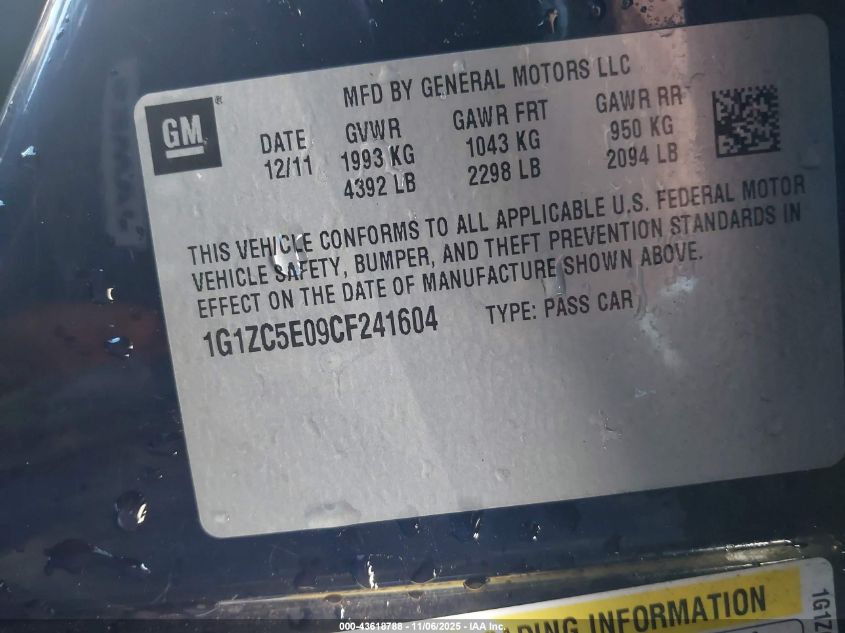 MFD BY GENERAL MOTORS LLC
GM ®
DATE GVWR GAWR FRT GAWR RR
12/11 1993 KG 1043 KG 950 KG
4392 LB 2298 LB 2094 LB
THIS VEHICLE CONFORMS TO ALL APPLICABLE U.S. FEDERAL MOTOR
VEHICLE SAFETY, BUMPER, AND THEFT PREVENTION STANDARDS IN
EFFECT ON THE DATE OF MANUFACTURE SHOWN ABOVE.
1G1ZC5E09CF241604 TYPE: PASS CAR
INFORMATION
1G1Z
000-43618788 - 11/06/2025 - IAA Inc.